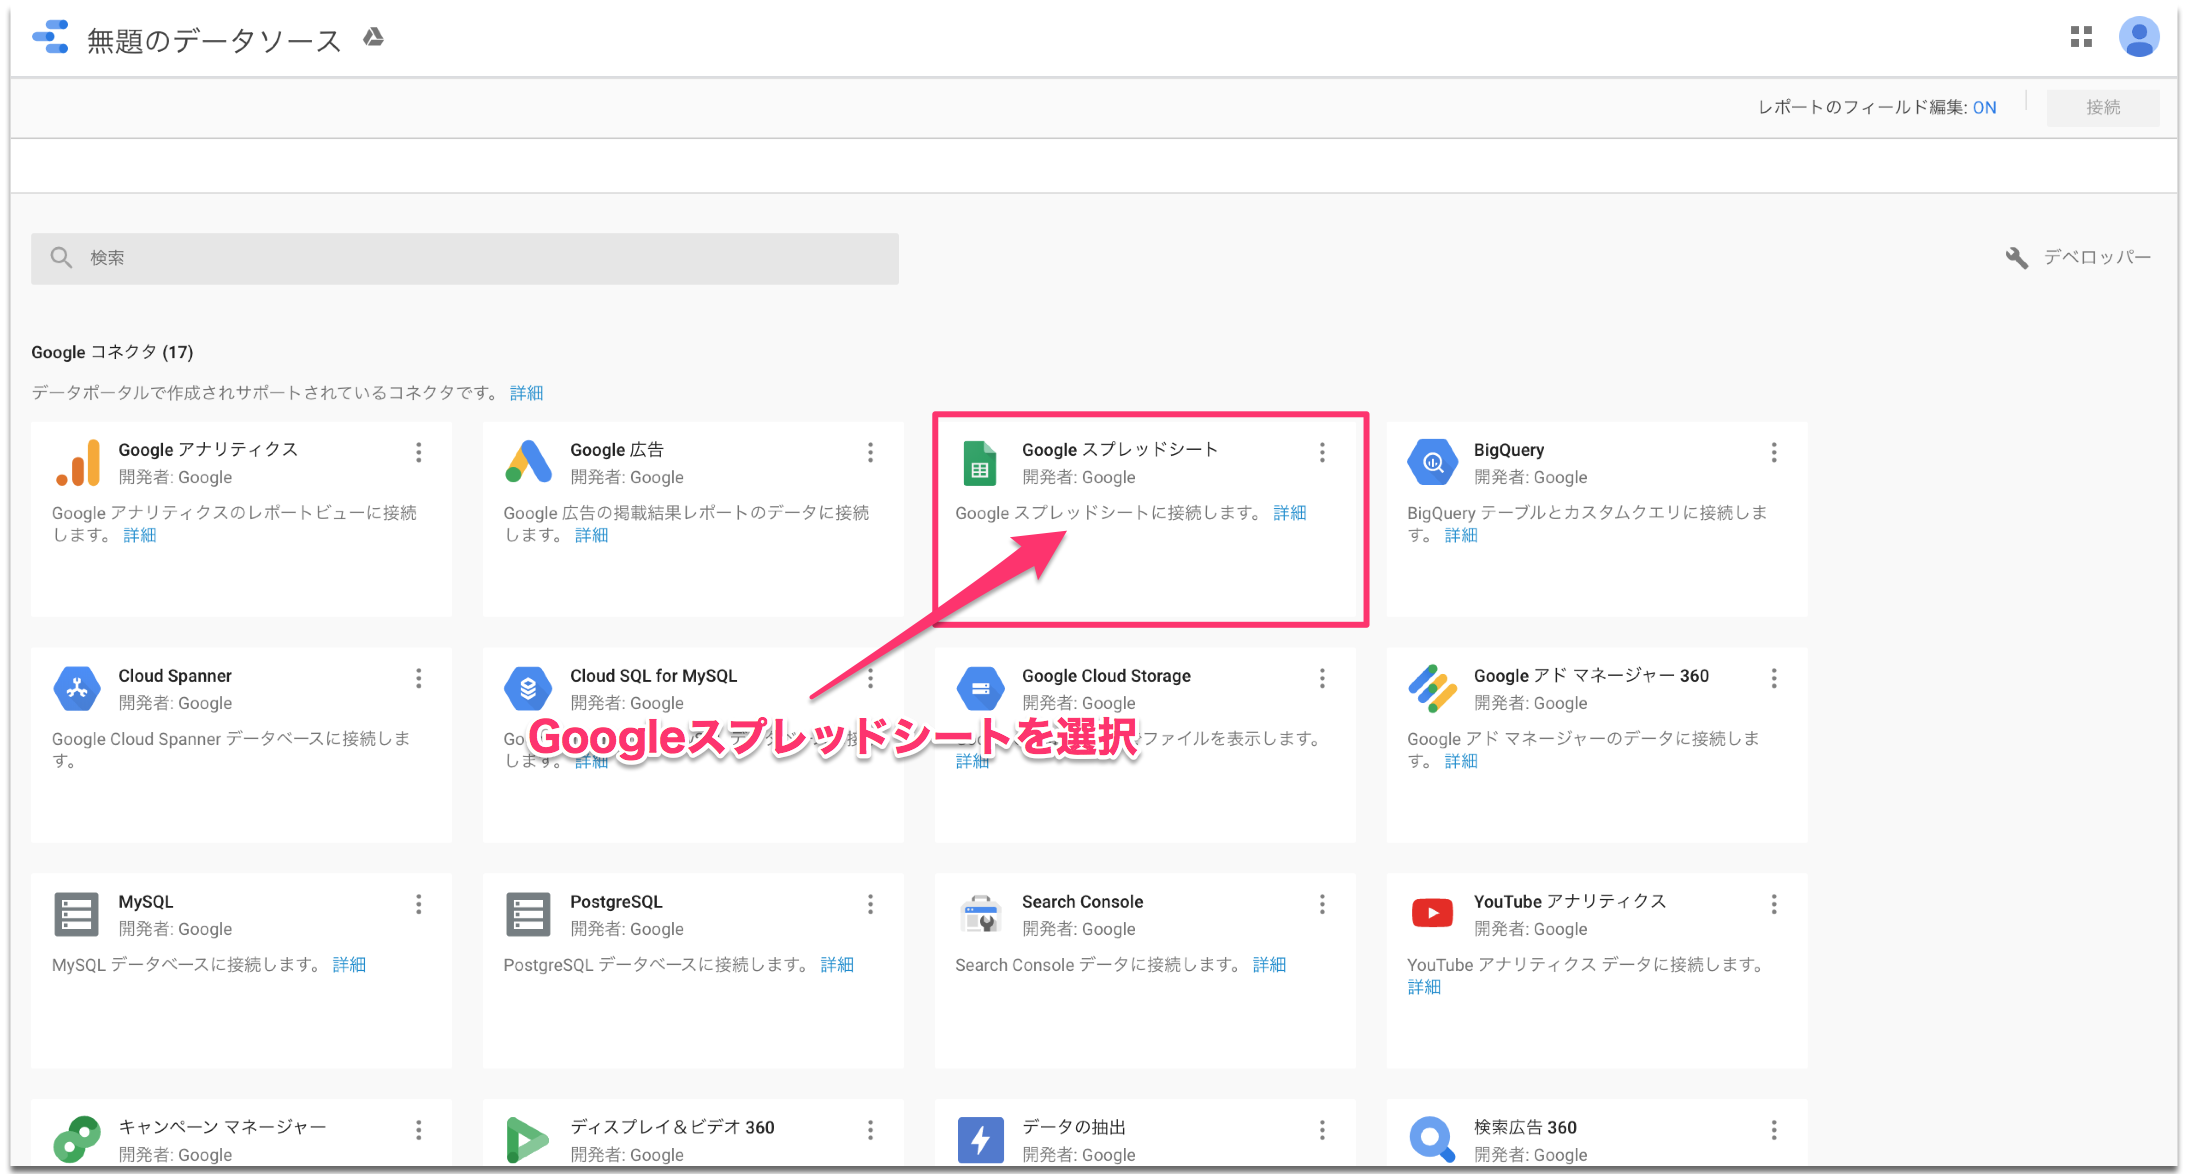 無題のデータソース
レポートのフィールド編集: ON
接続
検索
デベロッパー
Google コネクタ (17)
データポータルで作成されサポートされているコネクタです。 詳細
Google アナリティクス
開発者: Google
Google アナリティクスのレポートビューに接続
します。 詳細
Google 広告
開発者: Google
Google 広告の掲載結果レポートのデータに接続
します。 詳細
Google スプレッドシート
開発者: Google
Google スプレッドシートに接続します。 詳細
BigQuery
開発者: Google
BigQuery テーブルとカスタムクエリに接続しま
す。 詳細
Cloud Spanner
開発者: Google
Google Cloud Spanner データベースに接続しま
す。
Cloud SQL for MySQL
開発者: Google
します。 詳細
Google Cloud Storage
開発者: Google
ファイルを表示します。
詳細
Googleスプレッドシートを選択
Google アド マネージャー 360
開発者: Google
Google アド マネージャーのデータに接続しま
す。 詳細
MySQL
開発者: Google
MySQL データベースに接続します。 詳細
PostgreSQL
開発者: Google
PostgreSQL データベースに接続します。 詳細
Search Console
開発者: Google
Search Console データに接続します。 詳細
YouTube アナリティクス
開発者: Google
YouTube アナリティクス データに接続します。
詳細
キャンペーン マネージャー
開発者: Google
ディスプレイ＆ビデオ 360
開発者: Google
データの抽出
開発者: Google
検索広告 360
開発者: Google